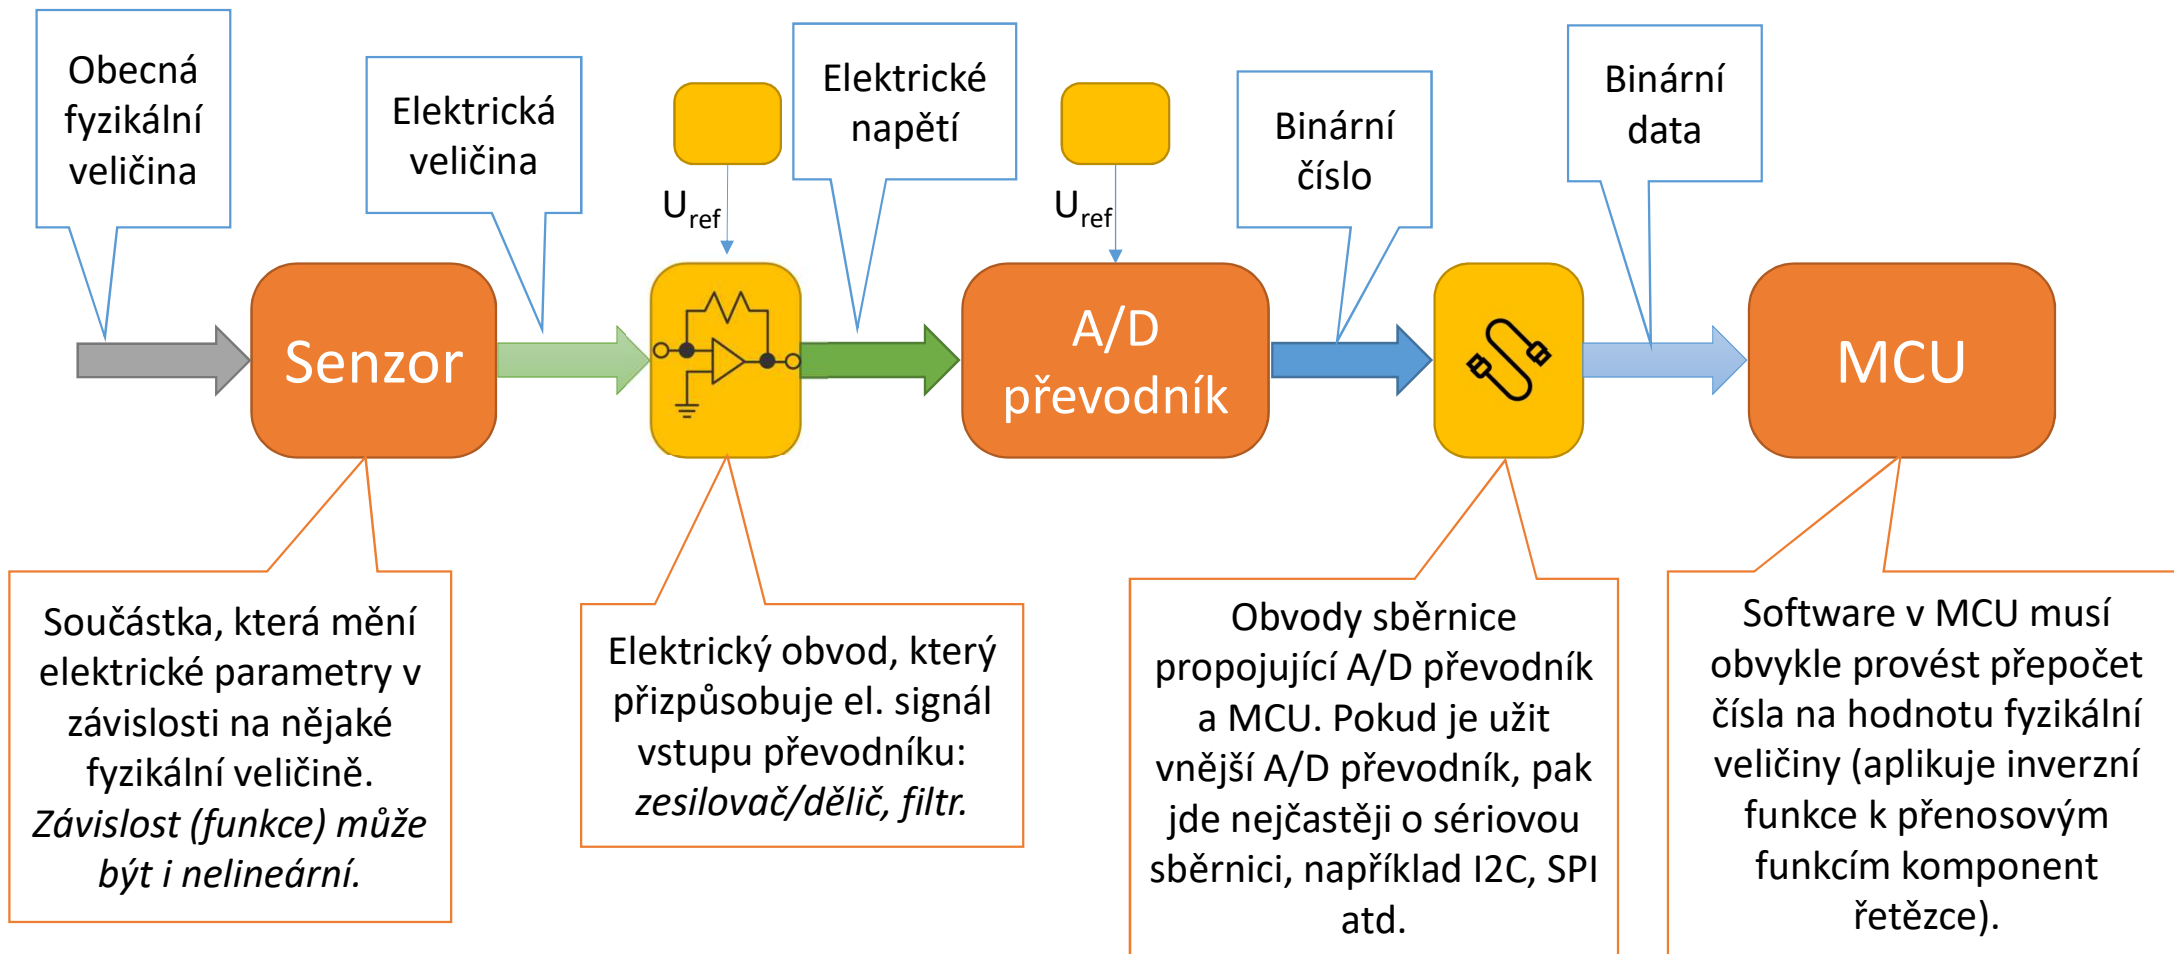 Obecná
fyzikální
veličina
Elektrická
veličina
U_ref
Elektrické
napětí
U_ref
Binární
číslo
Binární
data
Senzor
A/D
převodník
MCU
Součástka, která mění
elektrické parametry v
závislosti na nějaké
fyzikální veličině.
Závislost (funkce) může
být i nelineární.
Elektrický obvod, který
přizpůsobuje el. signál
vstupu převodníku:
zesilovač/dělič, filtr.
Obvody sběrnice
propojující A/D převodník
a MCU. Pokud je užit
vnější A/D převodník, pak
jde nejčastěji o sériovou
sběrnici, například I2C, SPI
atd.
Software v MCU musí
obvykle provést přepočet
čísla na hodnotu fyzikální
veličiny (aplikuje inverzní
funkce k přenosovým
funkcím komponent
řetězce).